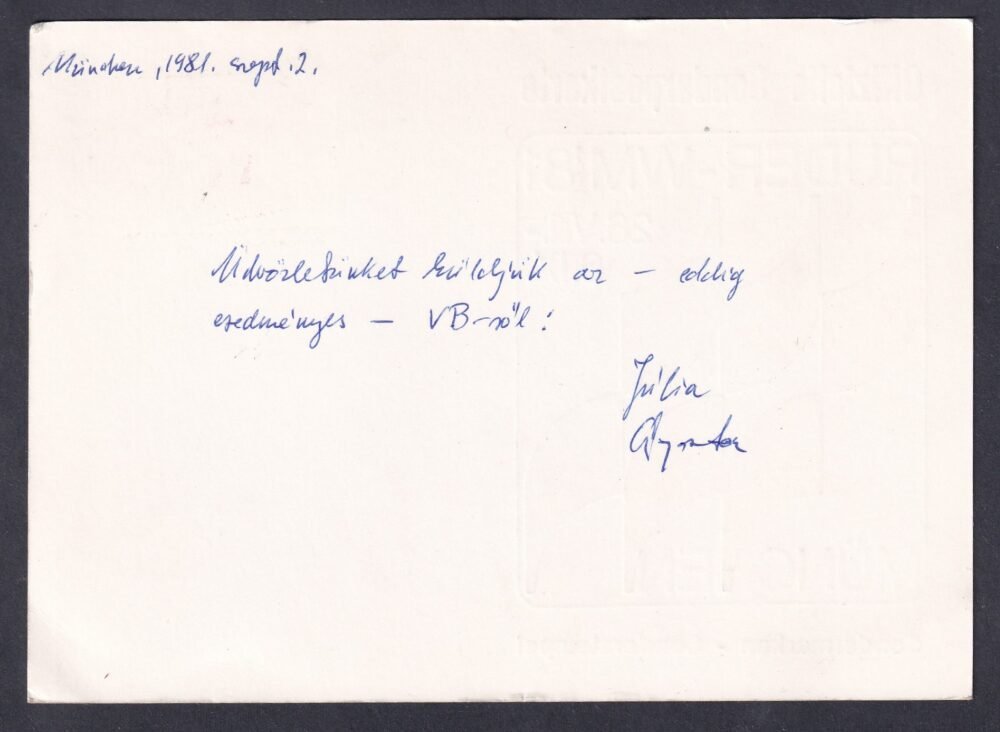 München, 1981. szept. 2.
Üdvözletünket küldjük az – eddig
eredményes – VB-ről!
Júlia